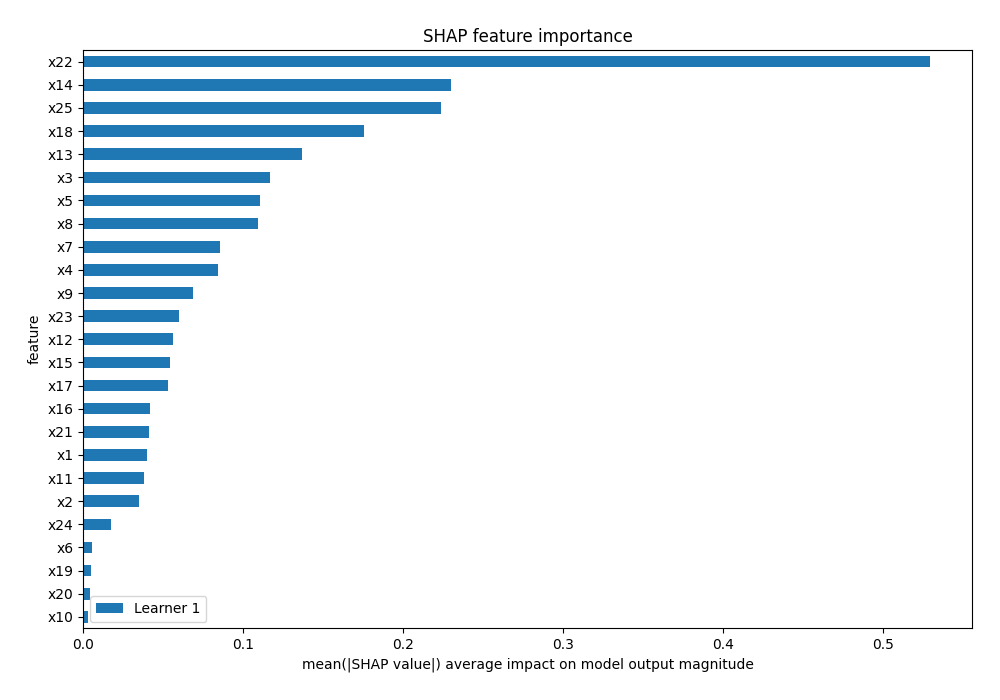 SHAP feature importance
x22
x14
x25
x18
x13
x3
x5
x8
x7
x4
x9
x23
x12
x15
x17
x16
x21
x1
x11
x2
x24
x6
x19
x20
x10
feature
Learner 1
0.0 0.1 0.2 0.3 0.4 0.5
mean(|SHAP value|) average impact on model output magnitude